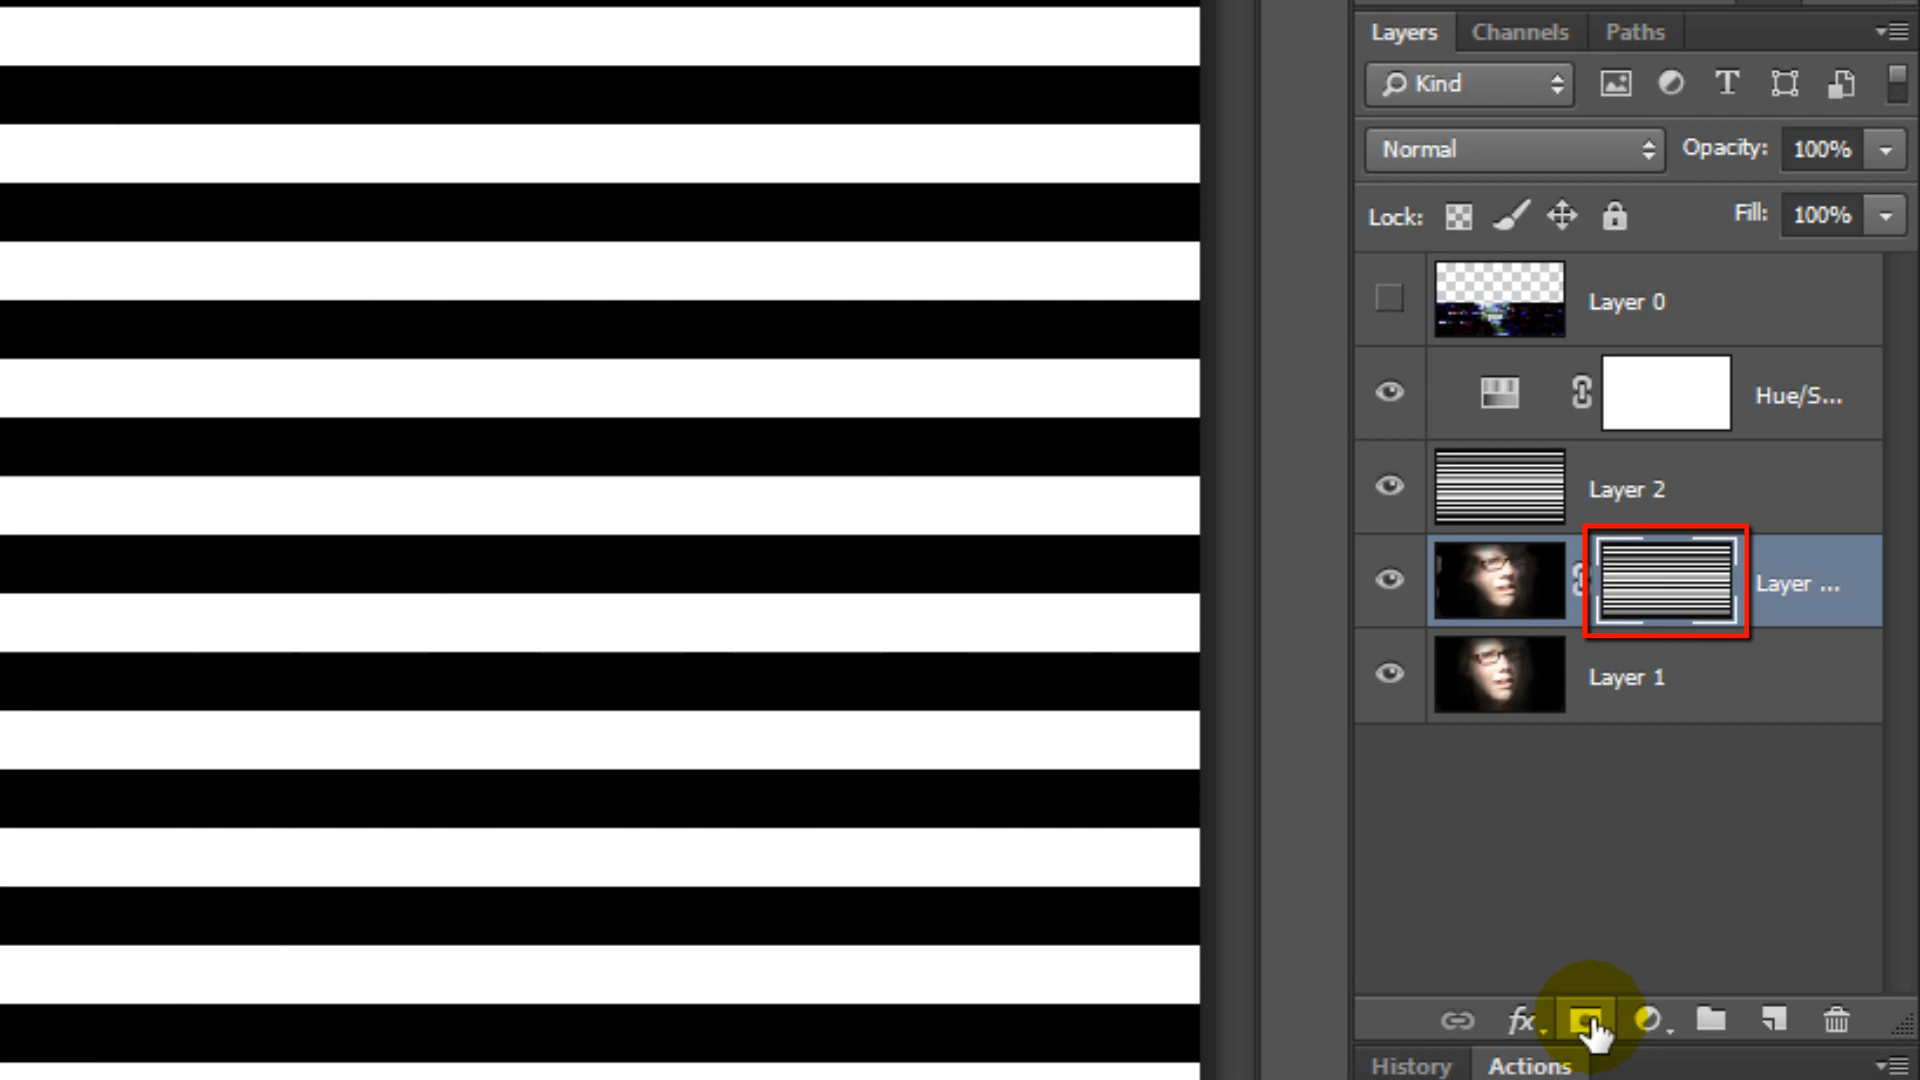 Layers Channels Paths
Kind
Normal Opacity: 100%
Lock: Fill: 100%
Layer 0
Hue/S...
Layer 2
Layer ...
Layer 1
fx
History Actions